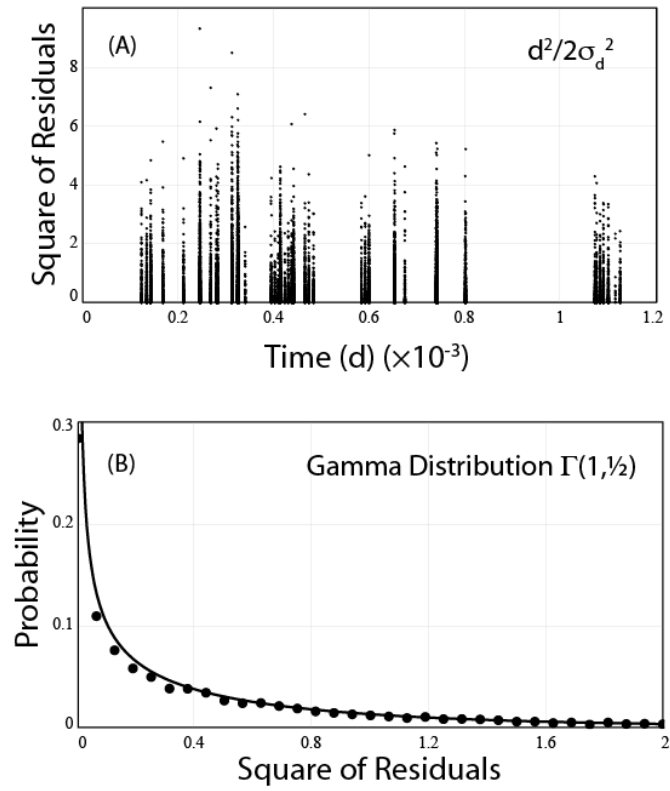 (A)
d²/2σ_d²
Square of Residuals
8
6
4
2
0
0 0.2 0.4 0.6 0.8 1 1.2
Time (d) (×10⁻³)
(B)
Gamma Distribution Γ(1,½)
Probability
0.3
0.2
0.1
0
0 0.4 0.8 1.2 1.6 2
Square of Residuals